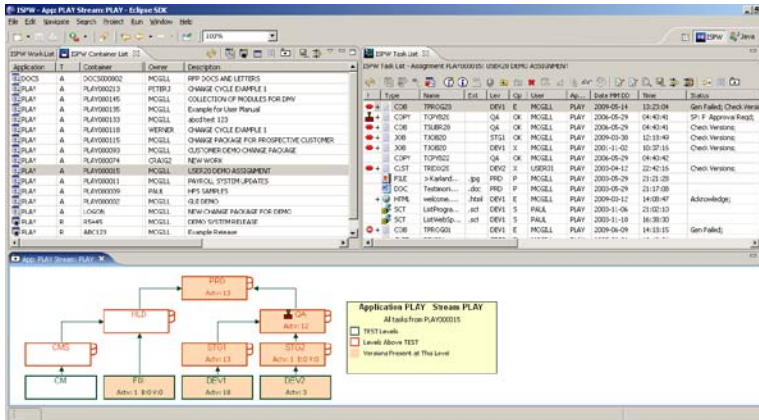 ISPW - App: PLAY Stream: PLAY - Eclipse SDK
File Edit Navigate Search Project Run Window Help
100%
ISPW Java
ISPW Work List ISPW Container List
Application T Container Owner Description
DOCS A DOCS000002 MCGILL RFP DOCS AND LETTERS
PLAY A PLAY000213 PETERJ CHANGE CYCLE EXAMPLE 1
PLAY A PLAY000145 MCGILL COLLECTION OF MODULES FOR DMV
PLAY A PLAY000135 MCGILL Example for User Manual
PLAY A PLAY000133 MCGILL abcd test 123
PLAY A PLAY000118 WERNER CHANGE CYCLE EXAMPLE 1
PLAY A PLAY000115 MCGILL CHANGE PACKAGE FOR PROSPECTIVE CUSTOMER
PLAY A PLAY000093 MCGILL CUSTOMER DEMO CHANGE PACKAGE
PLAY A PLAY000074 CRAIG2 NEW WORK
PLAY A PLAY000015 MCGILL USER20 DEMO ASSIGNMENT
PLAY A PLAY000011 MCGILL PAYROLL SYSTEM UPDATES
PLAY A PLAY000009 PAUL HPS SAMPLES
PLAY A PLAY000002 MCGILL GLE DEMO
PLAY A LOGON MCGILL NEW CHANGE PACKAGE FOR DEMO
PLAY R MCGILL DEMO SYSTEM RELEASE
PLAY R ABC123 MCGILL Example Release
ISPW Task List
ISPW Task List - Assignment PLAY000015: USER20 DEMO ASSIGNMENT
! Type Name Ext Lev Op User Ap... Date MM DD Time Status
COB TPROG23 DEV1 E MCGILL PLAY 2009-05-14 13:23:04 Gen Failed; Check Version
COPY TCPYB20 QA OK MCGILL PLAY 2006-05-29 04:40:41 SP: F Approval Reqd;
COB TSUBR20 QA OK MCGILL PLAY 2006-05-29 04:40:41 Check Versions;
JOB TJOB20 STG1 OK MCGILL PLAY 2009-03-30 12:13:49 Check Versions;
JOB TJOB20 DEV1 X MCGILL PLAY 2001-11-02 10:37:16 Check Versions;
COPY TCPYB22 QA OK MCGILL PLAY 2006-05-29 04:40:42
CLST TREXX20 DEV2 X USER01 PLAY 2003-04-12 22:42:16 Check Versions;
FILE >Karland... .jpg PRD P MCGILL PLAY 2003-05-29 21:21:28
DOC Testimon... .doc PRD P MCGILL PLAY 2003-05-29 21:17:08
HTML welcome.... .html DEV1 E MCGILL PLAY 2009-03-12 14:08:47 Acknowledge;
SCT ListProgra... .sct DEV1 S PAUL PLAY 2003-11-06 21:02:10
SCT ListWebSp... .sct DEV1 S PAUL PLAY 2003-11-10 16:38:30
COB TPROG01 DEV1 E MCGILL PLAY 2009-06-09 14:13:15 Gen Failed;
App: PLAY Stream: PLAY
PRD
Actv: 13
HLD
QA
Actv: 12
CMS
STG1
Actv: 13
STG2
Actv: 1 B:0 V:0
CM
FIX
Actv: 1 B:0 V:0
DEV1
Actv: 18
DEV2
Actv: 3
Application PLAY Stream PLAY
All tasks from PLAY000015
TEST Levels
Levels Above TEST
Versions Present at This Level